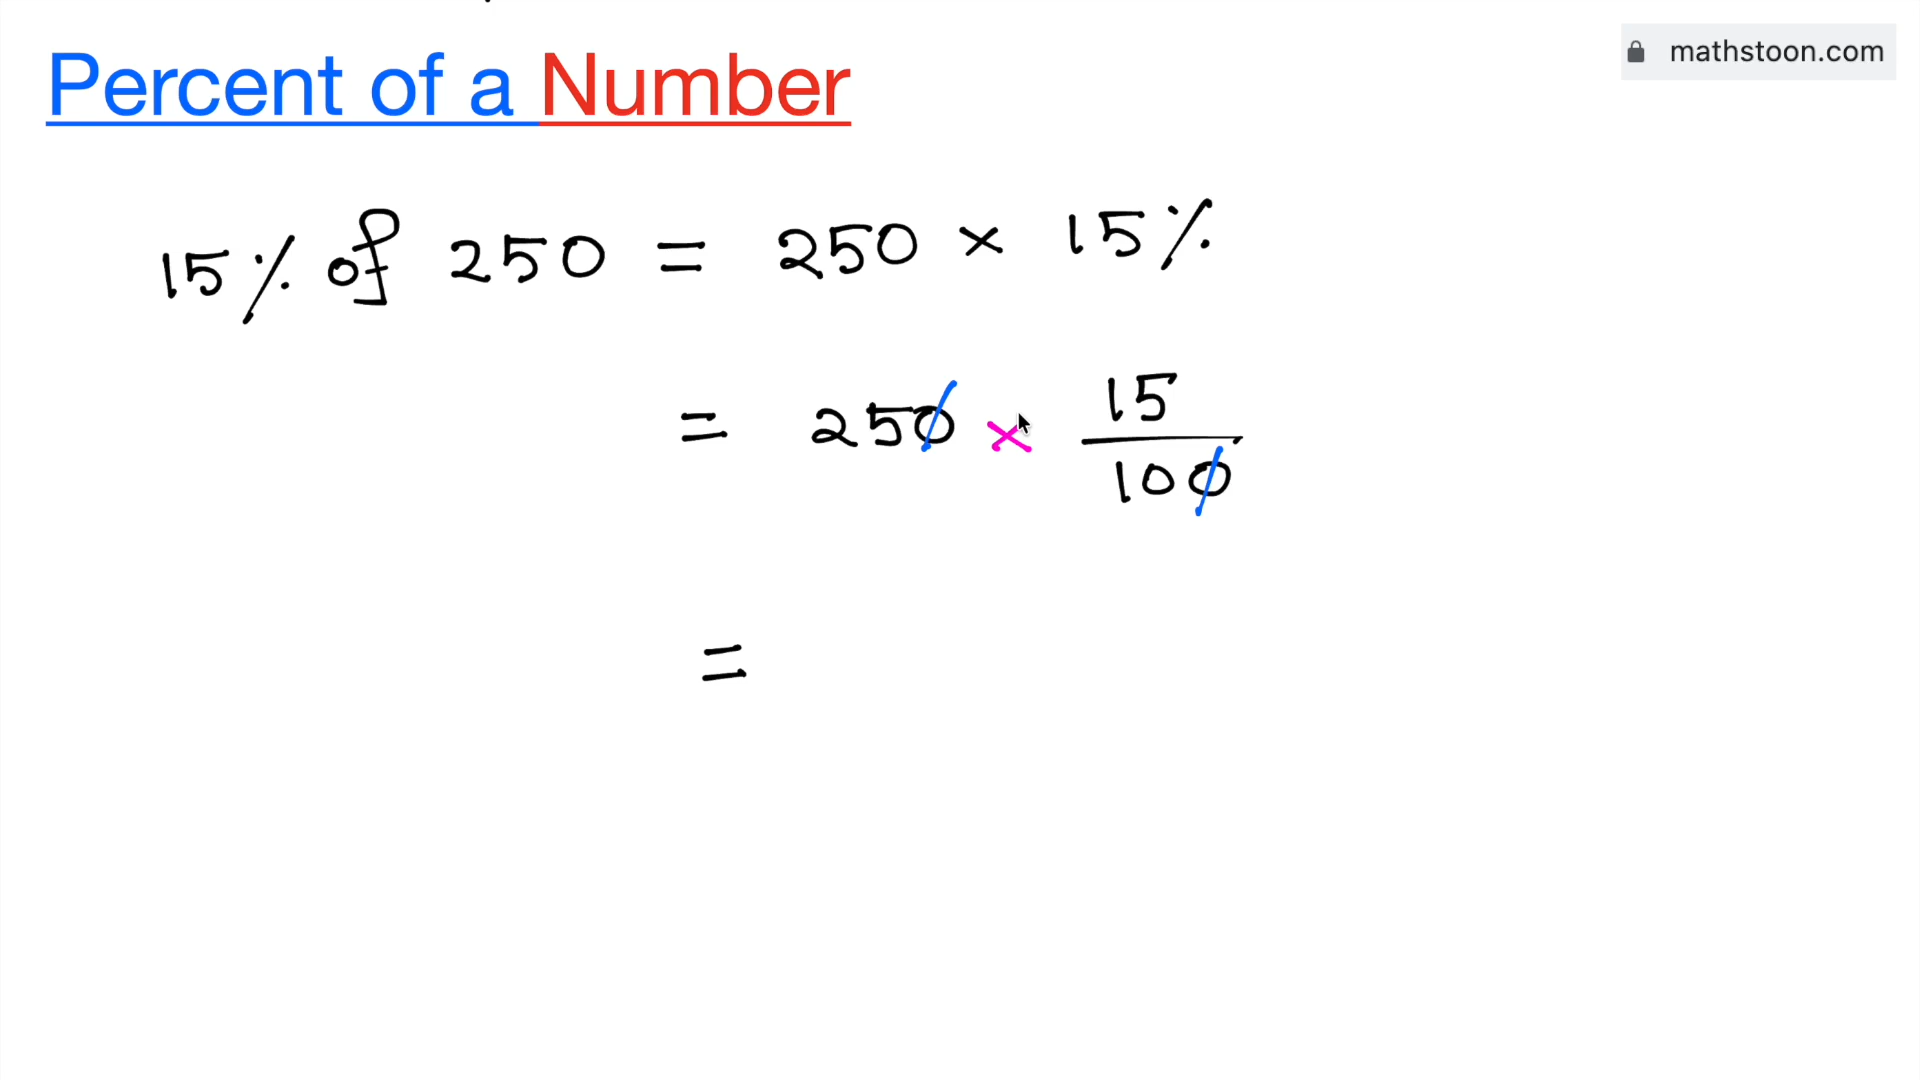 mathstoon.com
Percent of a Number
15% of 250 = 250 × 15%
= 250 × 15/100
=